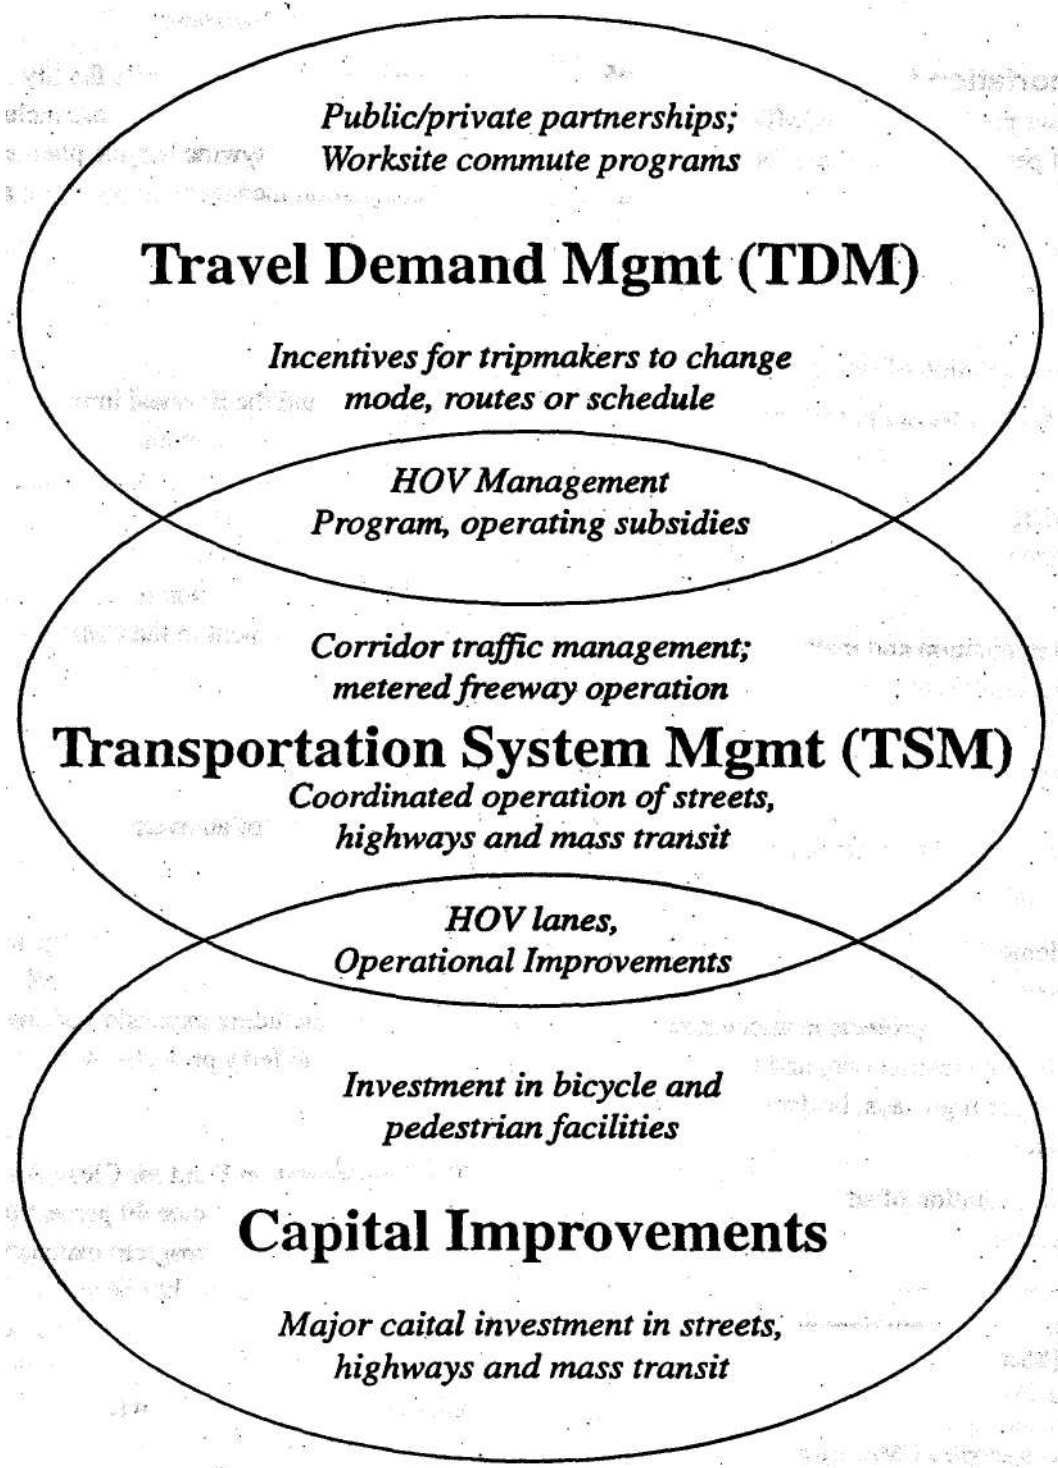 Public/private partnerships;
Worksite commute programs
Travel Demand Mgmt (TDM)
Incentives for tripmakers to change
mode, routes or schedule
HOV Management
Program, operating subsidies
Corridor traffic management;
metered freeway operation
Transportation System Mgmt (TSM)
Coordinated operation of streets,
highways and mass transit
HOV lanes,
Operational Improvements
Investment in bicycle and
pedestrian facilities
Capital Improvements
Major caital investment in streets,
highways and mass transit